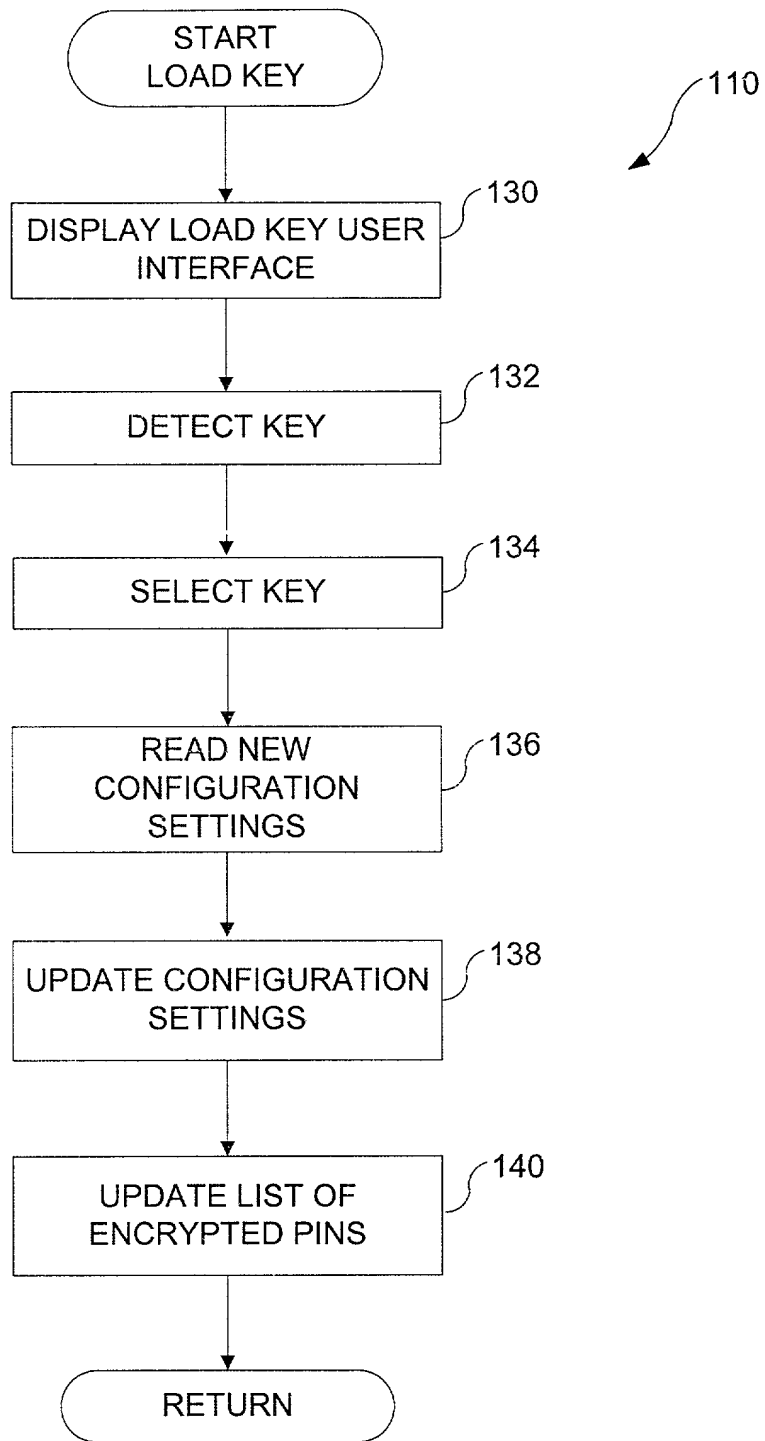 START
LOAD KEY
110
130
DISPLAY LOAD KEY USER
INTERFACE
132
DETECT KEY
134
SELECT KEY
136
READ NEW
CONFIGURATION
SETTINGS
138
UPDATE CONFIGURATION
SETTINGS
140
UPDATE LIST OF
ENCRYPTED PINS
RETURN